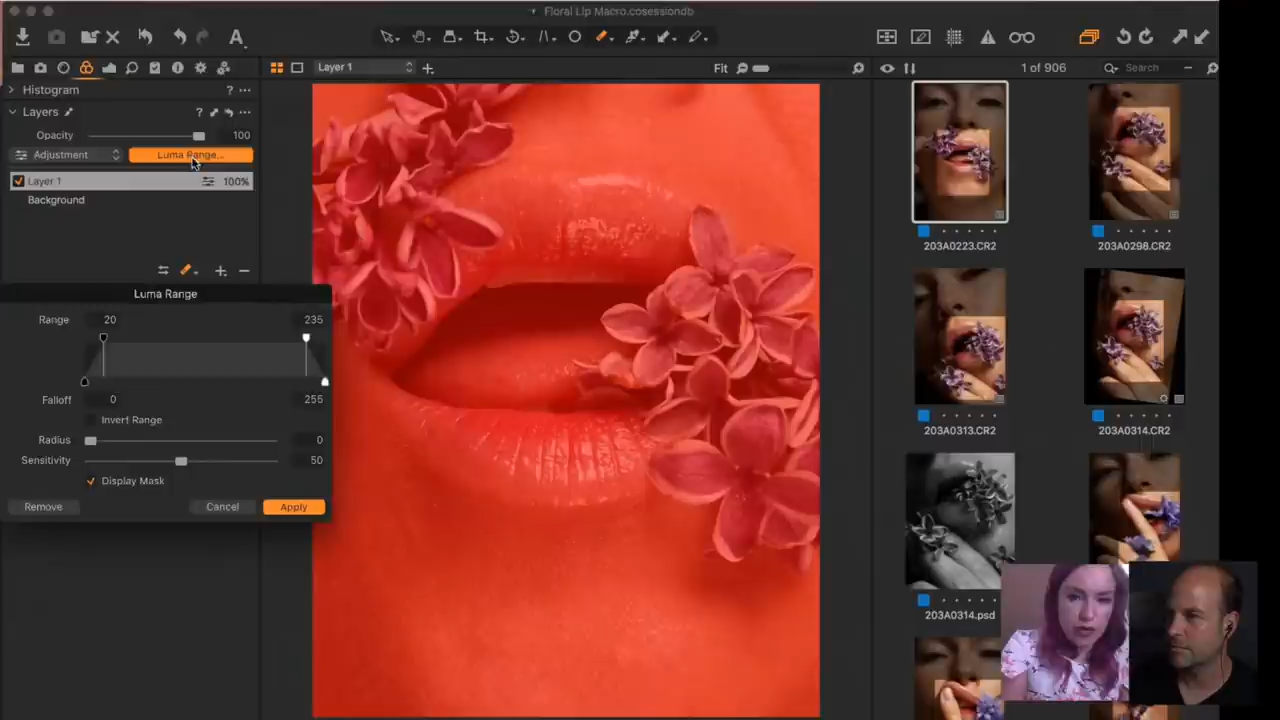 Floral Lip Macro.cosessiondb
Layer 1
Fit
1 of 906
Search
Histogram
? ...
Layers
? ...
Opacity 100
Adjustment Luma Range...
Layer 1 100%
Background
Luma Range
Range 20 235
Falloff 0 255
Invert Range
Radius 0
Sensitivity 50
Display Mask
Remove Cancel Apply
203A0223.CR2 203A0298.CR2
203A0313.CR2 203A0314.CR2
203A0314.psd